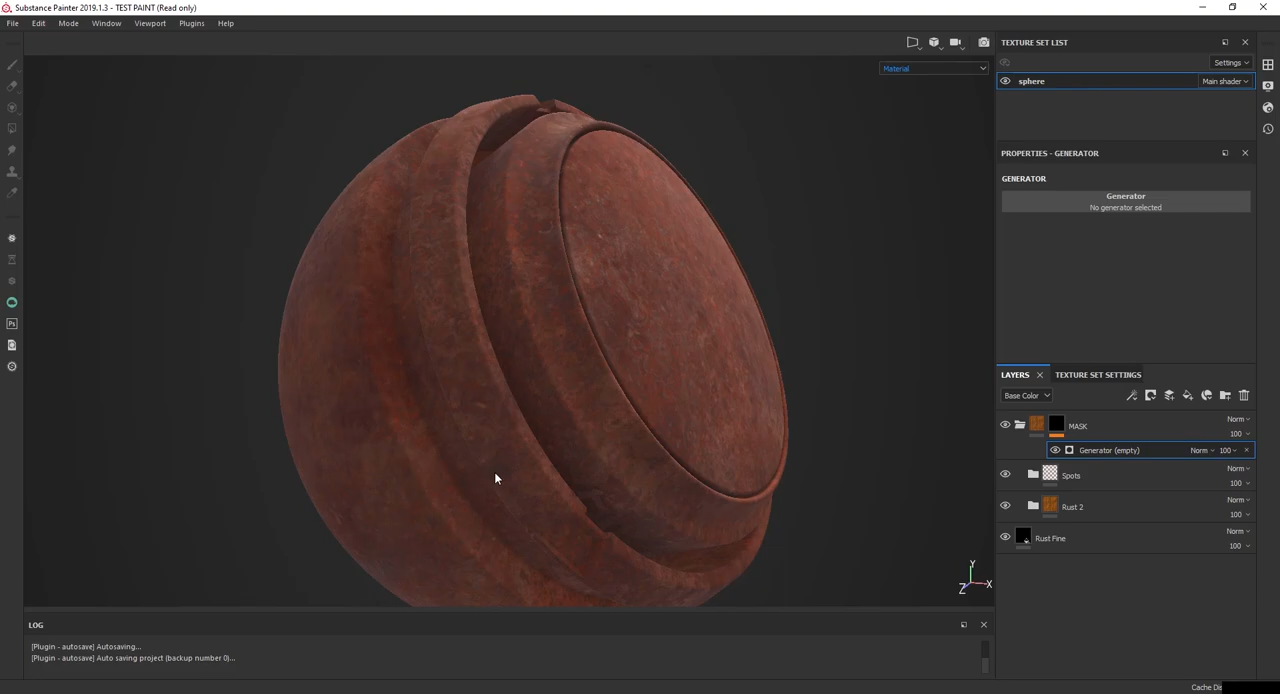 Substance Painter 2019.1.3 - TEST PAINT (Read only)
File Edit Mode Window Viewport Plugins Help
Material
TEXTURE SET LIST
Settings
sphere Main shader
PROPERTIES - GENERATOR
GENERATOR
Generator
No generator selected
LAYERS TEXTURE SET SETTINGS
Base Color
MASK Norm
100
Generator (empty) Norm 100
Spots Norm
100
Rust 2 Norm
100
Rust Fine Norm
100
Y
Z X
Ps
LOG
[Plugin - autosave] Autosaving...
[Plugin - autosave] Auto saving project (backup number 0)...
Cache